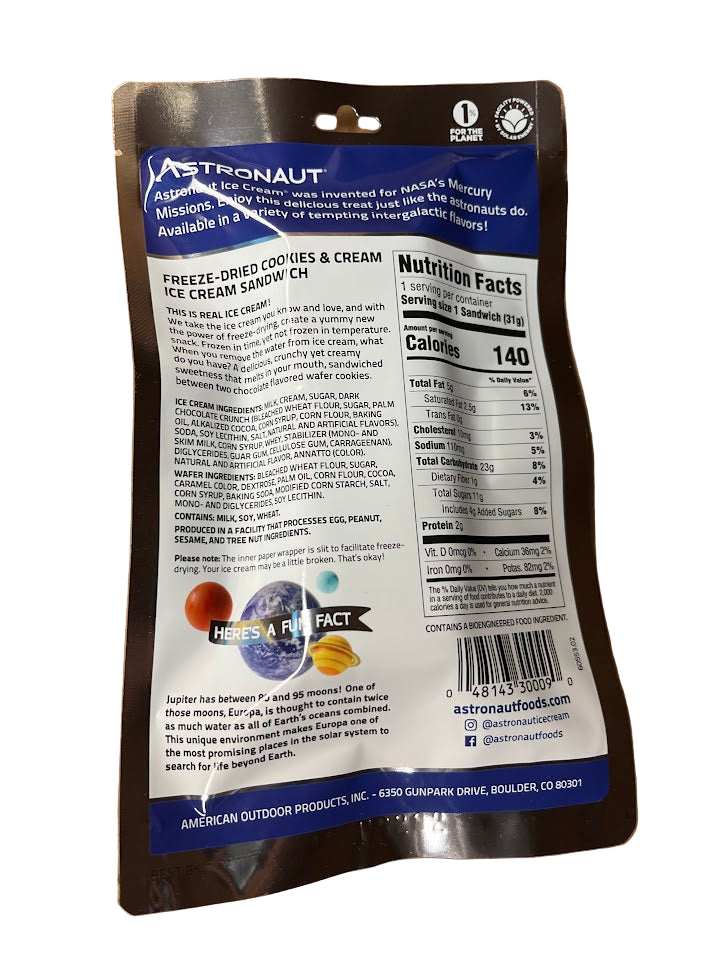 1%
FOR THE
PLANET
FACILITY POWERED
BY SOLAR ENERGY
ASTRONAUT®
Astronaut Ice Cream® was invented for NASA's Mercury
Missions. Enjoy this delicious treat just like the astronauts do.
Available in a variety of tempting intergalactic flavors!
FREEZE-DRIED COOKIES & CREAM
ICE CREAM SANDWICH
THIS IS REAL ICE CREAM!
We take the ice cream you know and love, and with
the power of freeze-drying, create a yummy new
snack. Frozen in time, yet not frozen in temperature.
When you remove the water from ice cream, what
do you have? A delicious, crunchy yet creamy
sweetness that melts in your mouth, sandwiched
between two chocolate flavored wafer cookies.
ICE CREAM INGREDIENTS: MILK, CREAM, SUGAR, DARK
CHOCOLATE CRUNCH (BLEACHED WHEAT FLOUR, SUGAR, PALM
OIL, ALKALIZED COCOA, CORN SYRUP, CORN FLOUR, BAKING
SODA, SOY LECITHIN, SALT, NATURAL AND ARTIFICIAL FLAVORS),
SKIM MILK, CORN SYRUP, WHEY, STABILIZER (MONO- AND
DIGLYCERIDES, GUAR GUM, CELLULOSE GUM, CARRAGEENAN),
NATURAL AND ARTIFICIAL FLAVOR, ANNATTO (COLOR).
WAFER INGREDIENTS: BLEACHED WHEAT FLOUR, SUGAR,
CARAMEL COLOR, DEXTROSE, PALM OIL, CORN FLOUR, COCOA,
CORN SYRUP, BAKING SODA, MODIFIED CORN STARCH, SALT,
MONO- AND DIGLYCERIDES, SOY LECITHIN.
CONTAINS: MILK, SOY, WHEAT.
PRODUCED IN A FACILITY THAT PROCESSES EGG, PEANUT,
SESAME, AND TREE NUT INGREDIENTS.
Please note: The inner paper wrapper is slit to facilitate freeze-
drying. Your ice cream may be a little broken. That's okay!
HERE'S A FUN FACT
Jupiter has between 80 and 95 moons! One of
those moons, Europa, is thought to contain twice
as much water as all of Earth's oceans combined.
This unique environment makes Europa one of
the most promising places in the solar system to
search for life beyond Earth.
Nutrition Facts
1 serving per container
Serving size 1 Sandwich (31g)
Amount per serving
Calories 140
% Daily Value*
Total Fat 5g 6%
Saturated Fat 2.5g 13%
Trans Fat 0g
Cholesterol 10mg 3%
Sodium 110mg 5%
Total Carbohydrate 23g 8%
Dietary Fiber 1g 4%
Total Sugars 11g
Includes 4g Added Sugars 8%
Protein 2g
Vit. D 0mcg 0% • Calcium 36mg 2%
Iron 0mg 0% • Potas. 82mg 2%
The % Daily Value (DV) tells you how much a nutrient
in a serving of food contributes to a daily diet. 2,000
calories a day is used for general nutrition advice.
CONTAINS A BIOENGINEERED FOOD INGREDIENT.
0 48143 30009 0
60593.02
astronautfoods.com
@astronauticecream
@astronautfoods
AMERICAN OUTDOOR PRODUCTS, INC. - 6350 GUNPARK DRIVE, BOULDER, CO 80301
BEST BY: